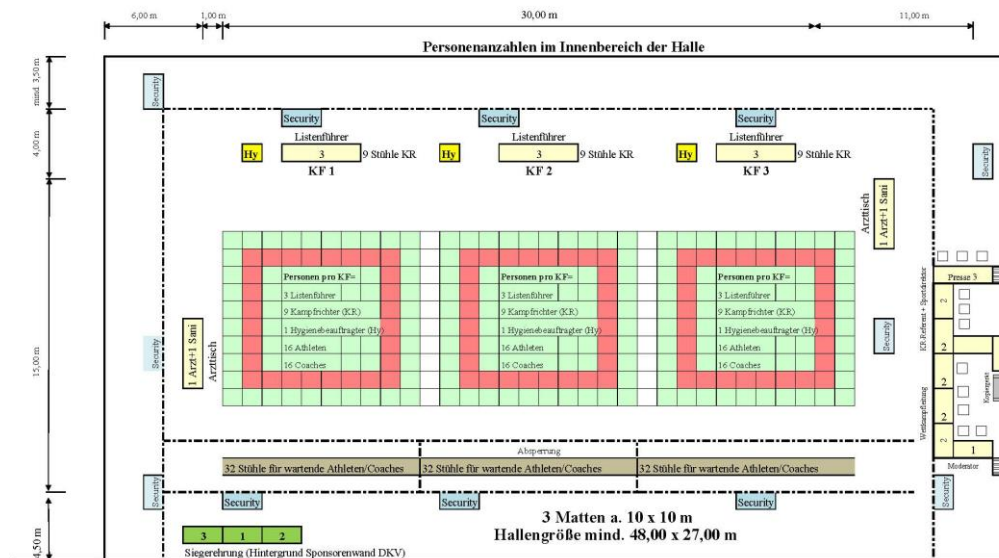 6,00 m
1,00 m
30,00 m
11,00 m
Personenanzahlen im Innenbereich der Halle
mind. 3,50 m
4,00 m
15,00 m
4,50 m
Security
Security
Security
Security
Listenführer
Listenführer
Listenführer
Hy
3
9 Stühle KR
Hy
3
9 Stühle KR
Hy
3
9 Stühle KR
KF 1
KF 2
KF 3
Security
Arzttisch
1 Arzt+1 Sani
Personen pro KF=
3 Listenführer
9 Kampfrichter (KR)
1 Hygienebeauftragter (Hy)
16 Athleten
16 Coaches
Personen pro KF=
3 Listenführer
9 Kampfrichter (KR)
1 Hygienebeauftragter (Hy)
16 Athleten
16 Coaches
Personen pro KF=
3 Listenführer
9 Kampfrichter (KR)
1 Hygienebeauftragter (Hy)
16 Athleten
16 Coaches
Security
1 Arzt+1 Sani
Arzttisch
Security
Presse 3
KR-Referent + Sportdirektor
2
2
2
2
Wettkampfleitung
1
Moderator
Absperrung
32 Stühle für wartende Athleten/Coaches
32 Stühle für wartende Athleten/Coaches
32 Stühle für wartende Athleten/Coaches
Security
Security
Security
Security
Security
3 1 2
Siegerehrung (Hintergrund Sponsorenwand DKV)
3 Matten a. 10 x 10 m
Hallengröße mind. 48,00 x 27,00 m